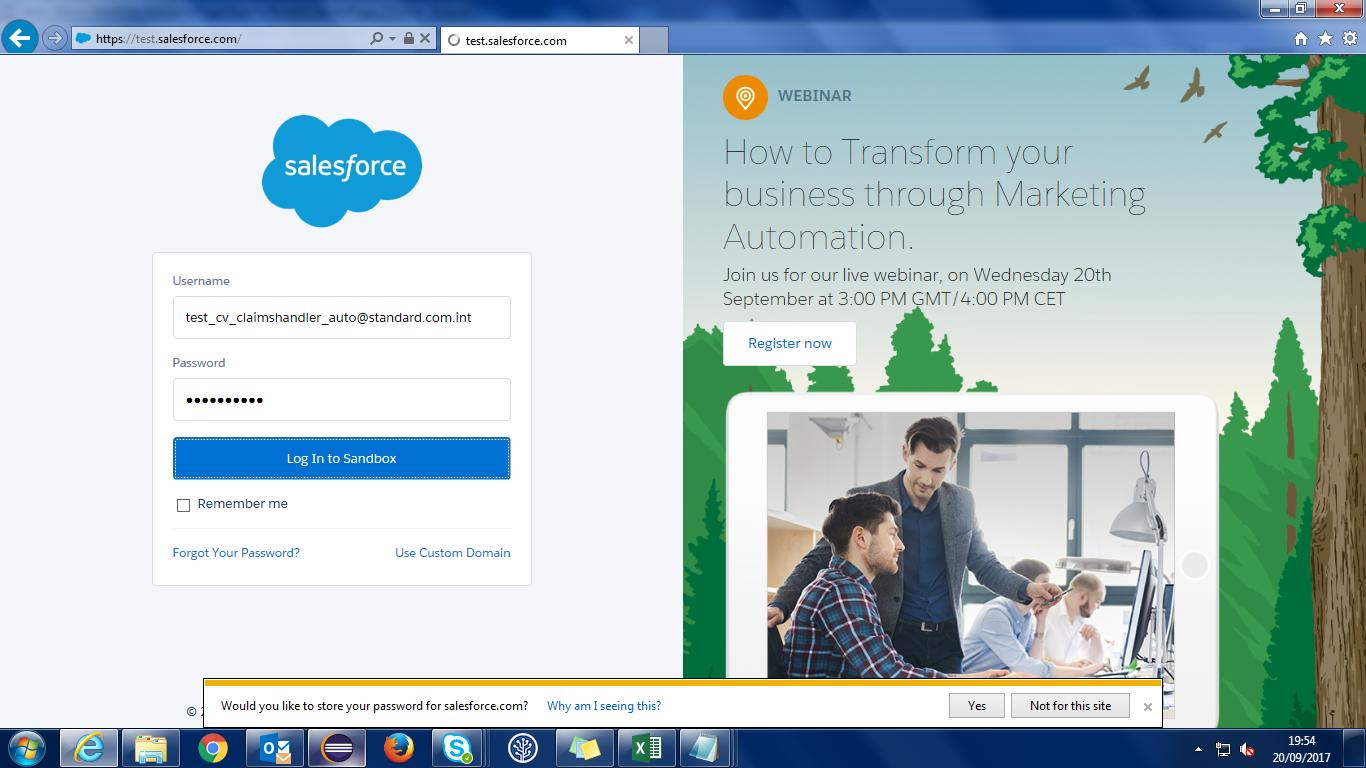 https://test.salesforce.com/
test.salesforce.com
salesforce
Username
test_cv_claimshandler_auto@standard.com.int
Password
Log In to Sandbox
Remember me
Forgot Your Password?
Use Custom Domain
WEBINAR
How to Transform your
business through Marketing
Automation.
Join us for our live webinar, on Wednesday 20th
September at 3:00 PM GMT/4:00 PM CET
Register now
©
Would you like to store your password for salesforce.com?
Why am I seeing this?
Yes
Not for this site
19:54
20/09/2017